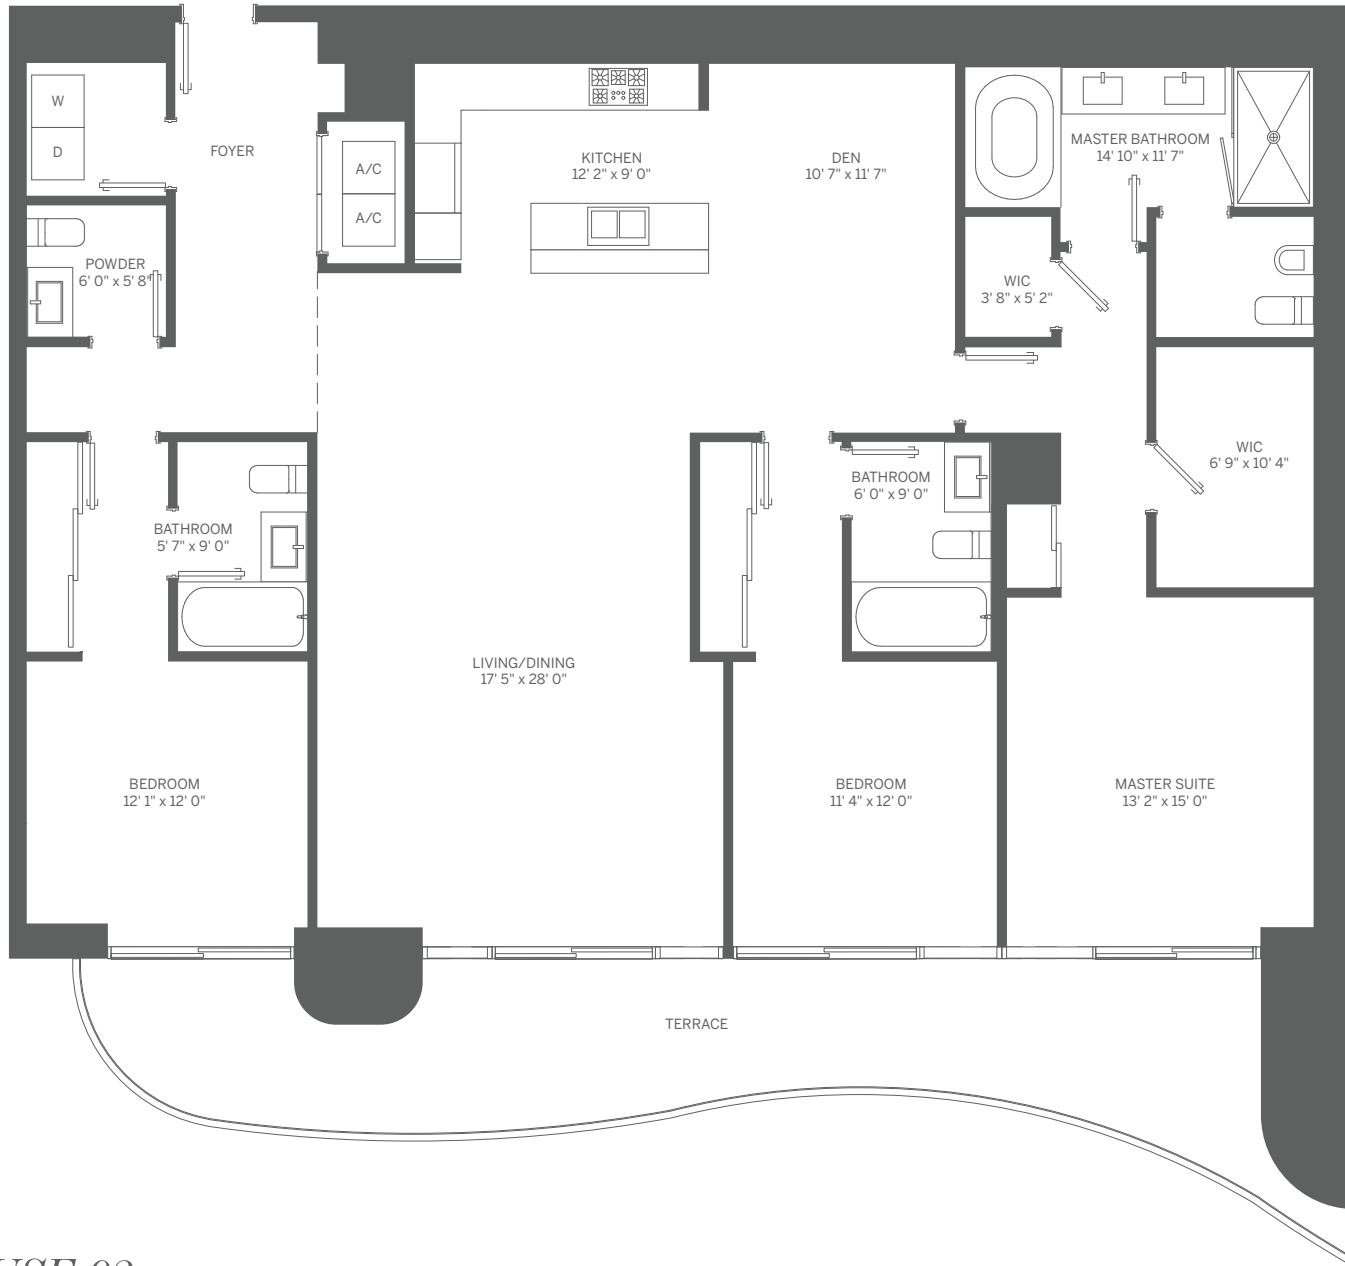 W
D
FOYER
A/C
A/C
KITCHEN
12' 2" x 9' 0"
DEN
10' 7" x 11' 7"
MASTER BATHROOM
14' 10" x 11' 7"
POWDER
6' 0" x 5' 8"
WIC
3' 8" x 5' 2"
WIC
6' 9" x 10' 4"
BATHROOM
5' 7" x 9' 0"
BATHROOM
6' 0" x 9' 0"
LIVING/DINING
17' 5" x 28' 0"
BEDROOM
12' 1" x 12' 0"
BEDROOM
11' 4" x 12' 0"
MASTER SUITE
13' 2" x 15' 0"
TERRACE